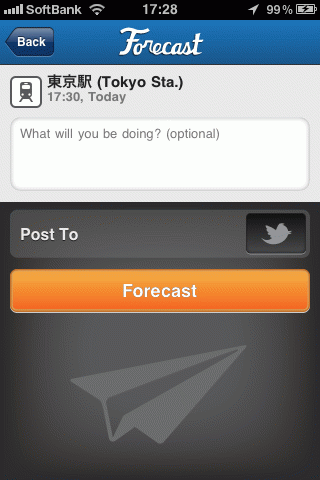 SoftBank 17:28 99%
Back Forecast
東京駅 (Tokyo Sta.)
17:30, Today
What will you be doing? (optional)
Post To
Forecast